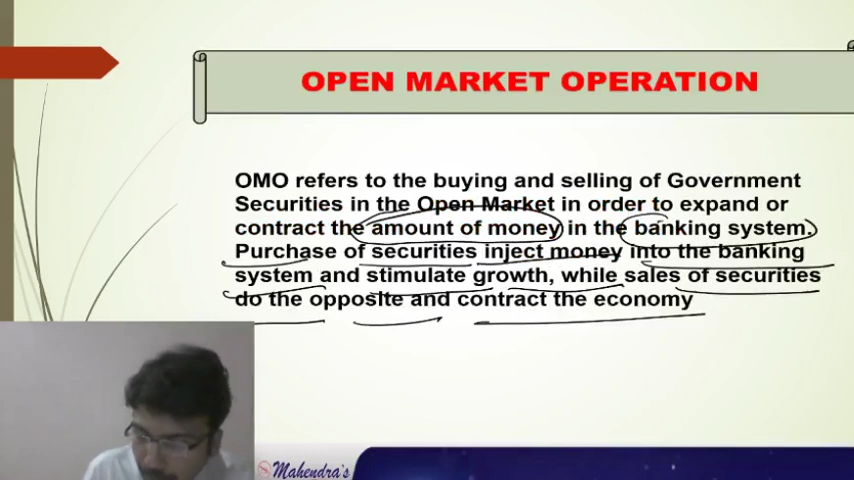 OPEN MARKET OPERATION
OMO refers to the buying and selling of Government
Securities in the Open Market in order to expand or
contract the amount of money in the banking system.
Purchase of securities inject money into the banking
system and stimulate growth, while sales of securities
do the opposite and contract the economy
Mahendra's